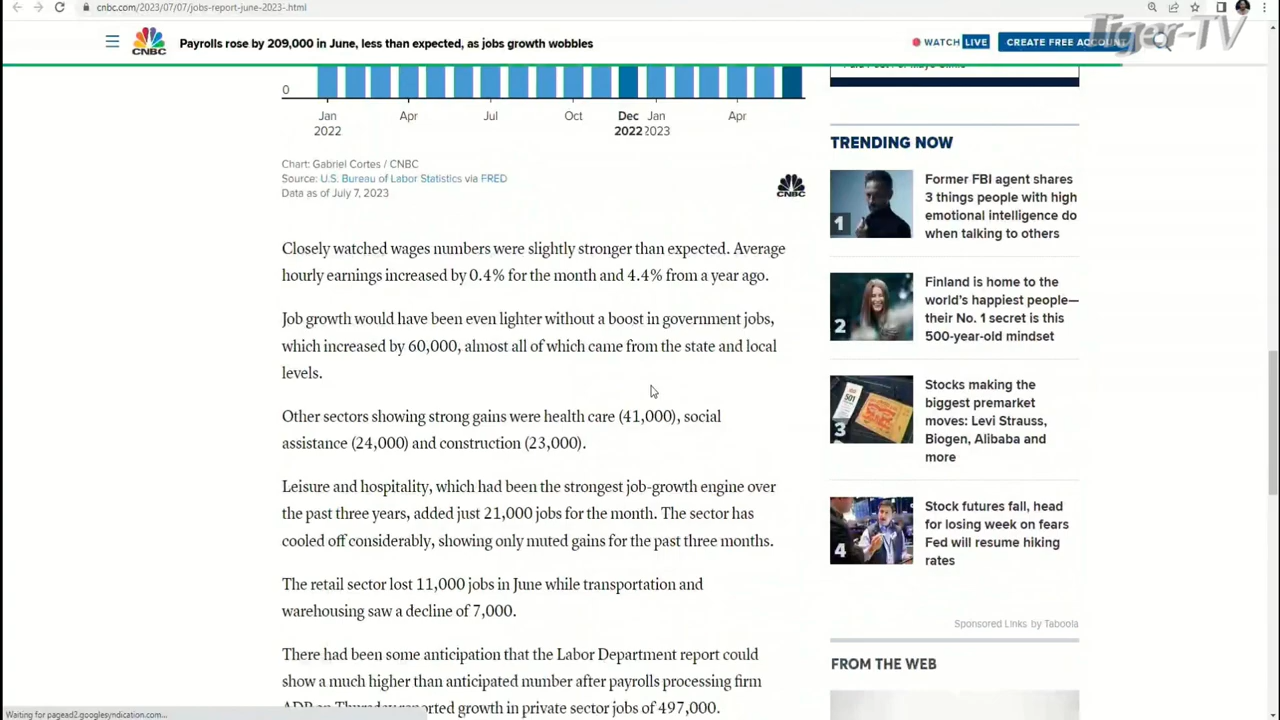 cnbc.com/2023/07/07/jobs-report-june-2023-.html
Tiger-TV
CNBC
Payrolls rose by 209,000 in June, less than expected, as jobs growth wobbles
WATCH LIVE
CREATE FREE ACCOUNT
0
Jan Apr Jul Oct Dec Jan Apr
2022 2022 2023
Chart: Gabriel Cortes / CNBC
Source: U.S. Bureau of Labor Statistics via FRED
Data as of July 7, 2023
CNBC
Closely watched wages numbers were slightly stronger than expected. Average
hourly earnings increased by 0.4% for the month and 4.4% from a year ago.
Job growth would have been even lighter without a boost in government jobs,
which increased by 60,000, almost all of which came from the state and local
levels.
Other sectors showing strong gains were health care (41,000), social
assistance (24,000) and construction (23,000).
Leisure and hospitality, which had been the strongest job-growth engine over
the past three years, added just 21,000 jobs for the month. The sector has
cooled off considerably, showing only muted gains for the past three months.
The retail sector lost 11,000 jobs in June while transportation and
warehousing saw a decline of 7,000.
There had been some anticipation that the Labor Department report could
show a much higher than anticipated number after payrolls processing firm
ADP on Thursday reported growth in private sector jobs of 497,000.
TRENDING NOW
1
Former FBI agent shares
3 things people with high
emotional intelligence do
when talking to others
2
Finland is home to the
world's happiest people—
their No. 1 secret is this
500-year-old mindset
501
3
Stocks making the
biggest premarket
moves: Levi Strauss,
Biogen, Alibaba and
more
4
Stock futures fall, head
for losing week on fears
Fed will resume hiking
rates
Sponsored Links by Taboola
FROM THE WEB
Waiting for pagead2.googlesyndication.com...